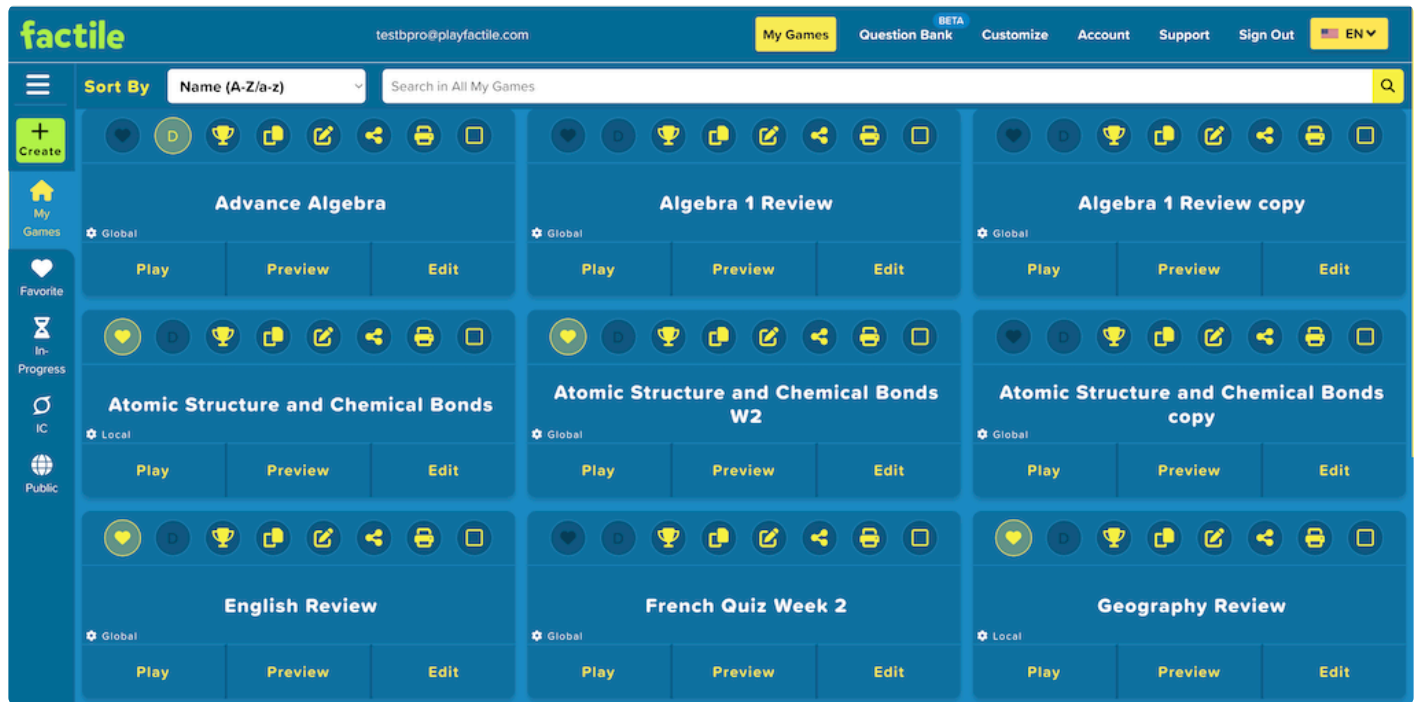 factile
testbpro@playfactile.com
My Games
Question Bank
BETA
Customize
Account
Support
Sign Out
EN
Sort By
Name (A-Z/a-z)
Search in All My Games
+
Create
My
Games
Favorite
In-
Progress
IC
Public
D
Advance Algebra
Global
Play
Preview
Edit
D
Algebra 1 Review
Global
Play
Preview
Edit
D
Algebra 1 Review copy
Global
Play
Preview
Edit
D
Atomic Structure and Chemical Bonds
Local
Play
Preview
Edit
D
Atomic Structure and Chemical Bonds
W2
Global
Play
Preview
Edit
D
Atomic Structure and Chemical Bonds
copy
Global
Play
Preview
Edit
D
English Review
Global
Play
Preview
Edit
D
French Quiz Week 2
Global
Play
Preview
Edit
D
Geography Review
Local
Play
Preview
Edit